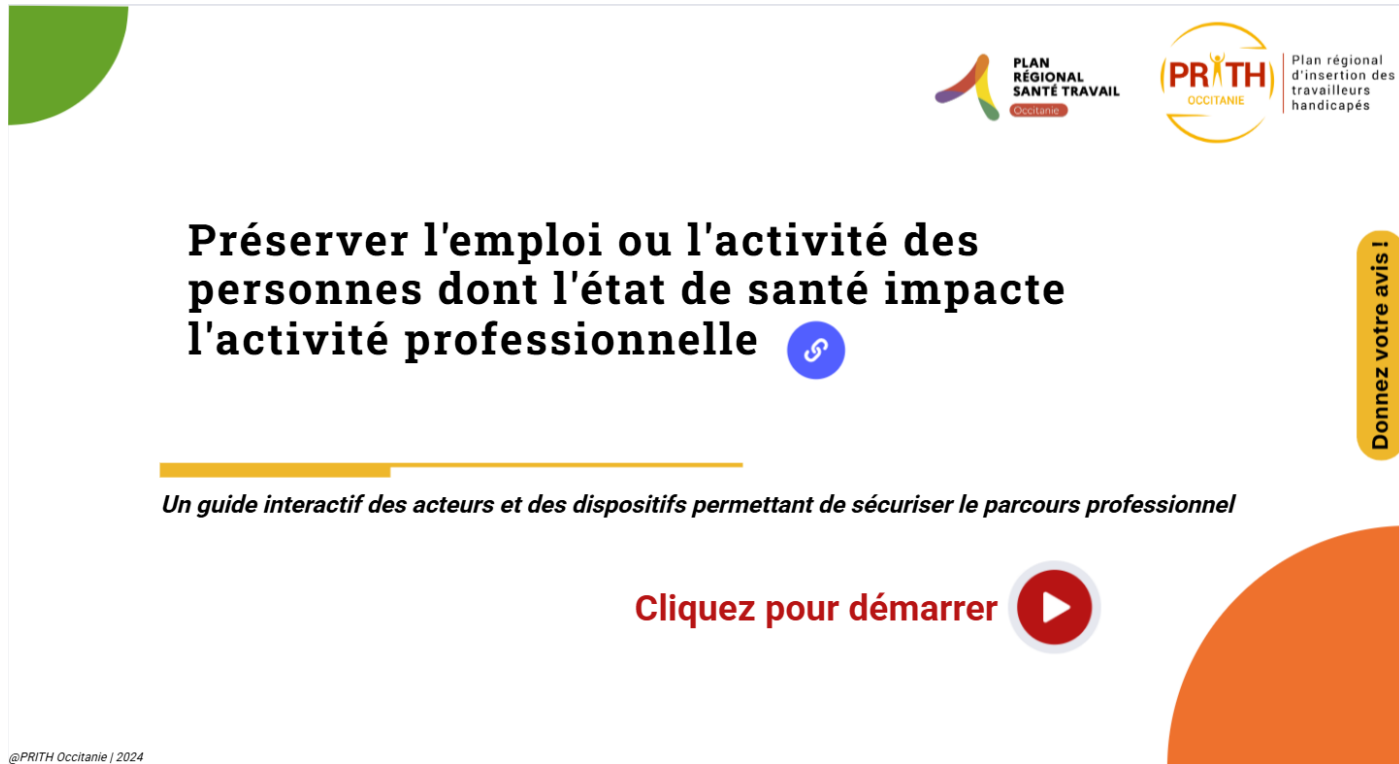 PLAN
RÉGIONAL
SANTÉ TRAVAIL
Occitanie
PRITH
OCCITANIE
Plan régional
d'insertion des
travailleurs
handicapés
Préserver l'emploi ou l'activité des
personnes dont l'état de santé impacte
l'activité professionnelle
Donnez votre avis !
Un guide interactif des acteurs et des dispositifs permettant de sécuriser le parcours professionnel
Cliquez pour démarrer
@PRITH Occitanie | 2024